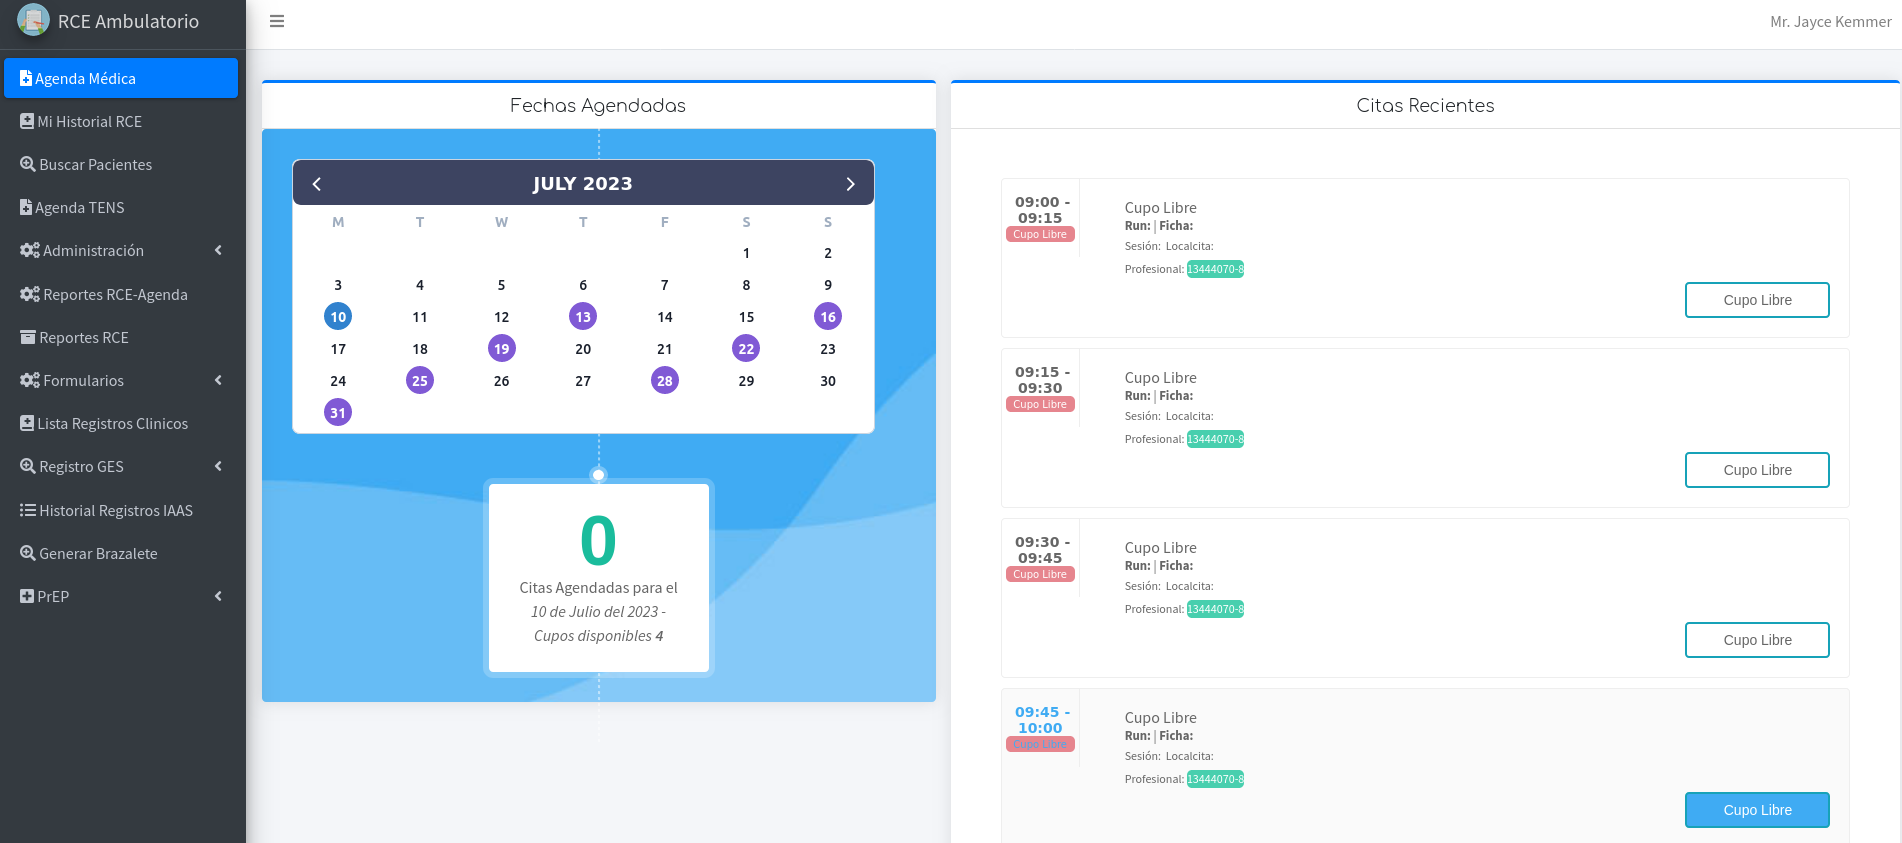 RCE Ambulatorio
Mr. Jayce Kemmer
Agenda Médica
Mi Historial RCE
Buscar Pacientes
Agenda TENS
Administración
Reportes RCE-Agenda
Reportes RCE
Formularios
Lista Registros Clinicos
Registro GES
Historial Registros IAAS
Generar Brazalete
PrEP
Fechas Agendadas
JULY 2023
M T W T F S S
1 2
3 4 5 6 7 8 9
10 11 12 13 14 15 16
17 18 19 20 21 22 23
24 25 26 27 28 29 30
31
0
Citas Agendadas para el
10 de Julio del 2023 -
Cupos disponibles 4
Citas Recientes
09:00 -
09:15
Cupo Libre
Cupo Libre
Run: | Ficha:
Sesión: Localcita:
Profesional: 13444070-8
Cupo Libre
09:15 -
09:30
Cupo Libre
Cupo Libre
Run: | Ficha:
Sesión: Localcita:
Profesional: 13444070-8
Cupo Libre
09:30 -
09:45
Cupo Libre
Cupo Libre
Run: | Ficha:
Sesión: Localcita:
Profesional: 13444070-8
Cupo Libre
09:45 -
10:00
Cupo Libre
Cupo Libre
Run: | Ficha:
Sesión: Localcita:
Profesional: 13444070-8
Cupo Libre